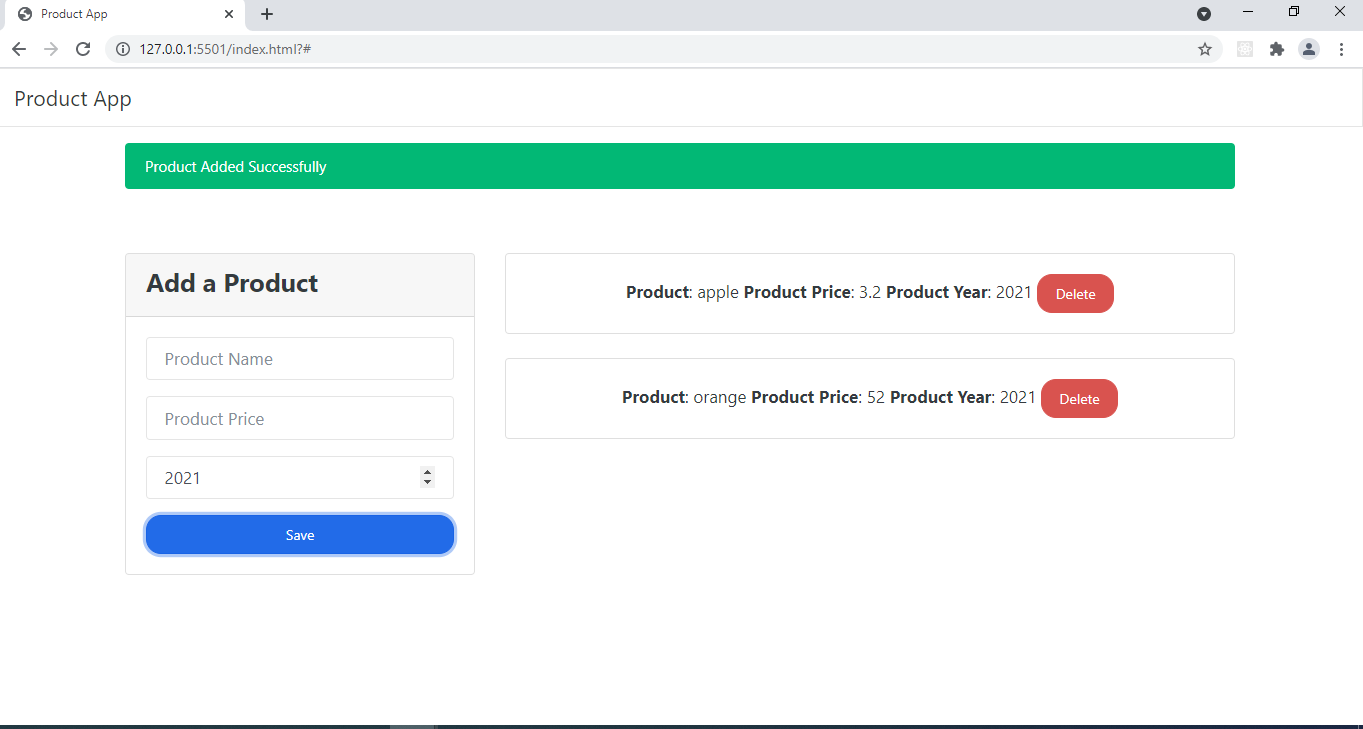 Product App
127.0.0.1:5501/index.html?#
Product App
Product Added Successfully
Add a Product
Product Name
Product Price
2021
Save
Product: apple Product Price: 3.2 Product Year: 2021 Delete
Product: orange Product Price: 52 Product Year: 2021 Delete